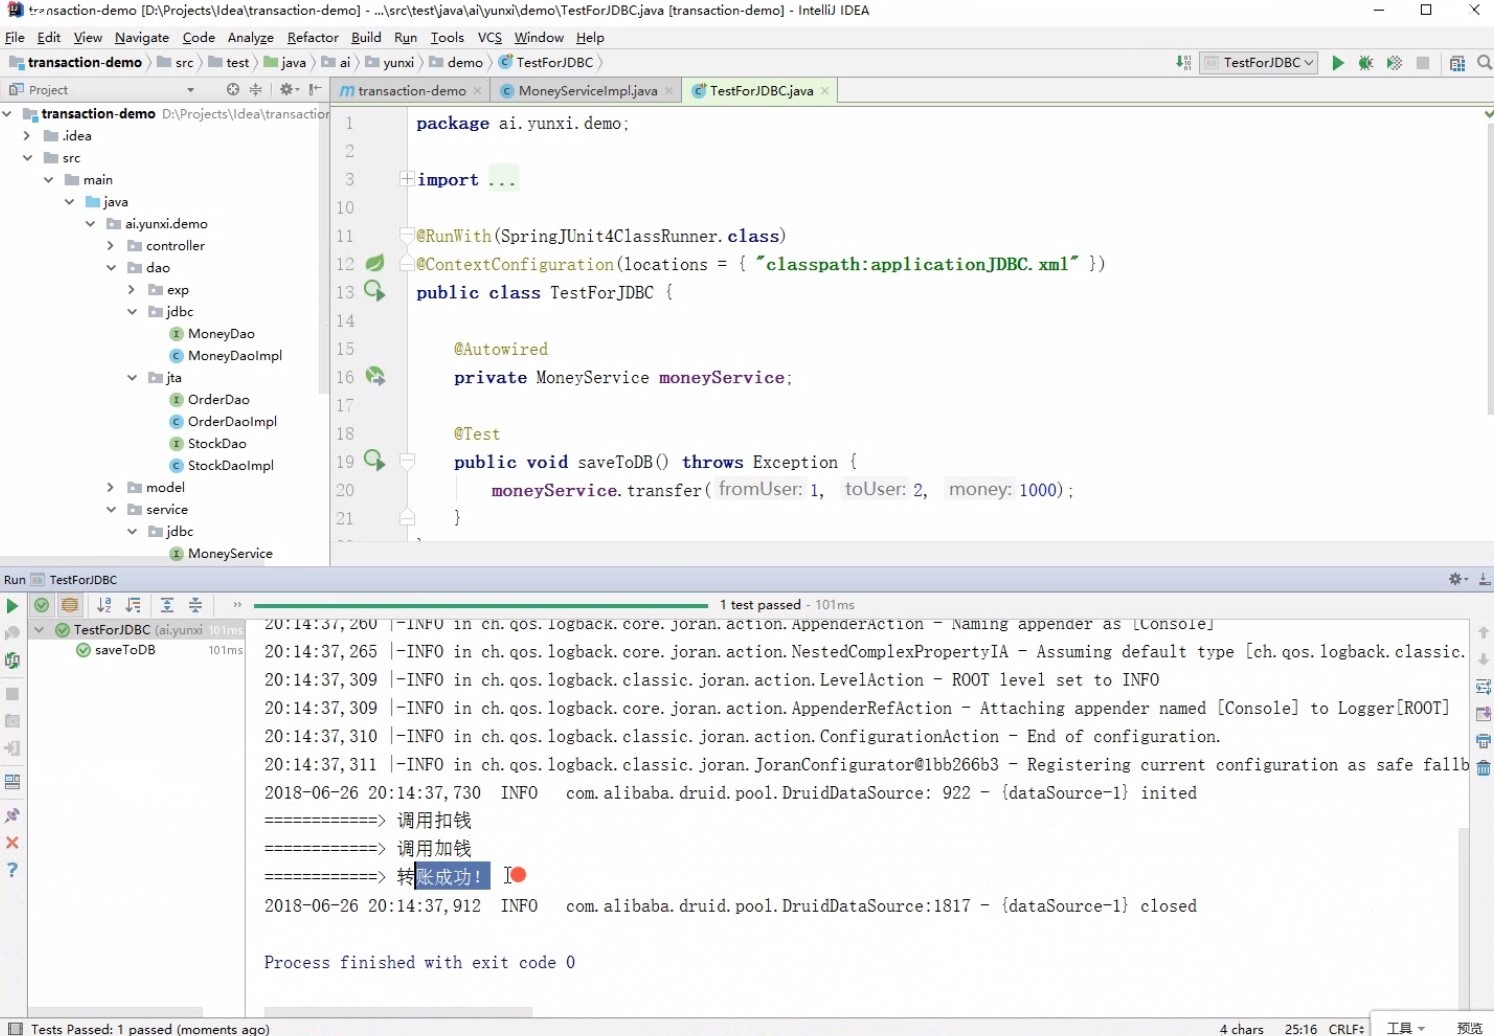 transaction-demo [D:\Projects\Idea\transaction-demo] - ...\src\test\java\ai\yunxi\demo\TestForJDBC.java [transaction-demo] - IntelliJ IDEA
File Edit View Navigate Code Analyze Refactor Build Run Tools VCS Window Help
transaction-demo src test java ai yunxi demo TestForJDBC
TestForJDBC
Project
transaction-demo MoneyServiceImpl.java TestForJDBC.java
transaction-demo D:\Projects\Idea\transaction
.idea
src
main
java
ai.yunxi.demo
controller
dao
exp
jdbc
MoneyDao
MoneyDaoImpl
jta
OrderDao
OrderDaoImpl
StockDao
StockDaoImpl
model
service
jdbc
MoneyService
1 package ai.yunxi.demo;
2
3 import ...
10
11 @RunWith(SpringJUnit4ClassRunner.class)
12 @ContextConfiguration(locations = { "classpath:applicationJDBC.xml" })
13 public class TestForJDBC {
14
15 @Autowired
16 private MoneyService moneyService;
17
18 @Test
19 public void saveToDB() throws Exception {
20 moneyService.transfer( fromUser: 1, toUser: 2, money: 1000);
21 }
Run TestForJDBC
1 test passed - 101ms
TestForJDBC (ai.yunxi 101ms
saveToDB 101ms
20:14:37,260 |-INFO in ch.qos.logback.core.joran.action.AppenderAction - Naming appender as [Console]
20:14:37,265 |-INFO in ch.qos.logback.core.joran.action.NestedComplexPropertyIA - Assuming default type [ch.qos.logback.classic.
20:14:37,309 |-INFO in ch.qos.logback.classic.joran.action.LevelAction - ROOT level set to INFO
20:14:37,309 |-INFO in ch.qos.logback.core.joran.action.AppenderRefAction - Attaching appender named [Console] to Logger[ROOT]
20:14:37,310 |-INFO in ch.qos.logback.classic.joran.action.ConfigurationAction - End of configuration.
20:14:37,311 |-INFO in ch.qos.logback.classic.joran.JoranConfigurator@1bb266b3 - Registering current configuration as safe fallb
2018-06-26 20:14:37,730 INFO com.alibaba.druid.pool.DruidDataSource: 922 - {dataSource-1} inited
============> 调用扣钱
============> 调用加钱
============> 转账成功！
2018-06-26 20:14:37,912 INFO com.alibaba.druid.pool.DruidDataSource:1817 - {dataSource-1} closed
Process finished with exit code 0
Tests Passed: 1 passed (moments ago) 4 chars 25:16 CRLF 工具 预览